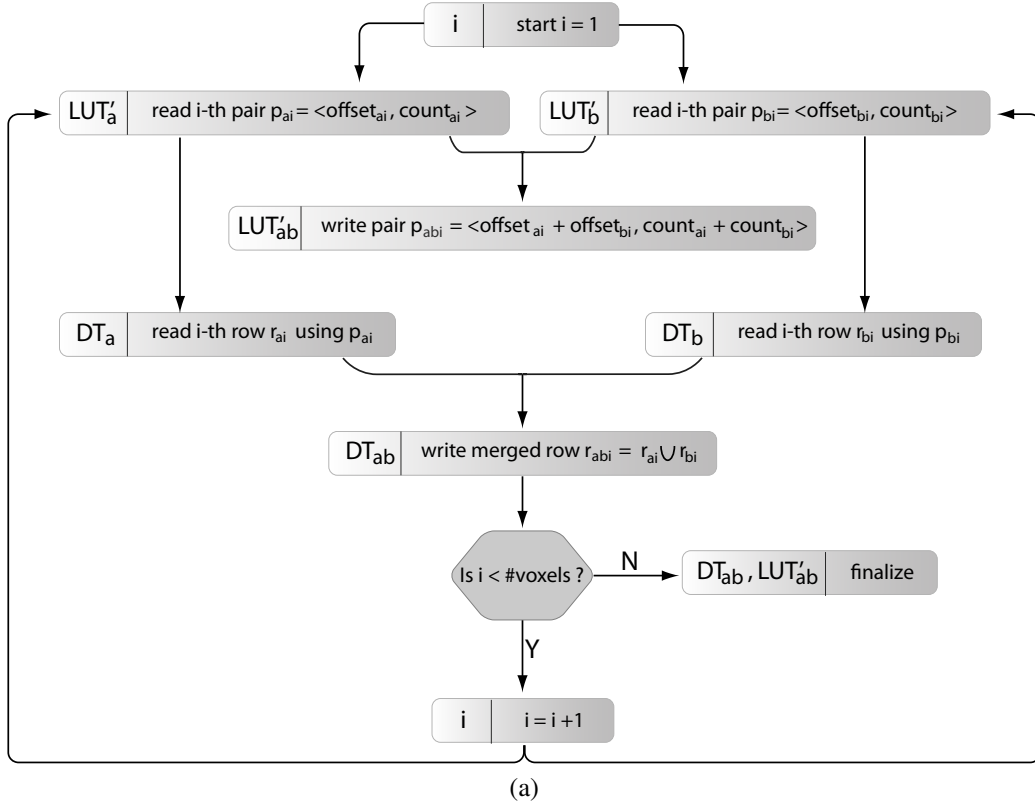 i start i = 1
LUT′a read i-th pair pai = <offsetai , countai >
LUT′b read i-th pair pbi = <offsetbi , countbi>
LUT′ab write pair pabi = <offset ai + offsetbi , countai + countbi>
DTa read i-th row rai using pai
DTb read i-th row rbi using pbi
DTab write merged row rabi = rai ∪ rbi
Is i < #voxels ?
N
DTab , LUT′ab finalize
Y
i i = i +1
(a)